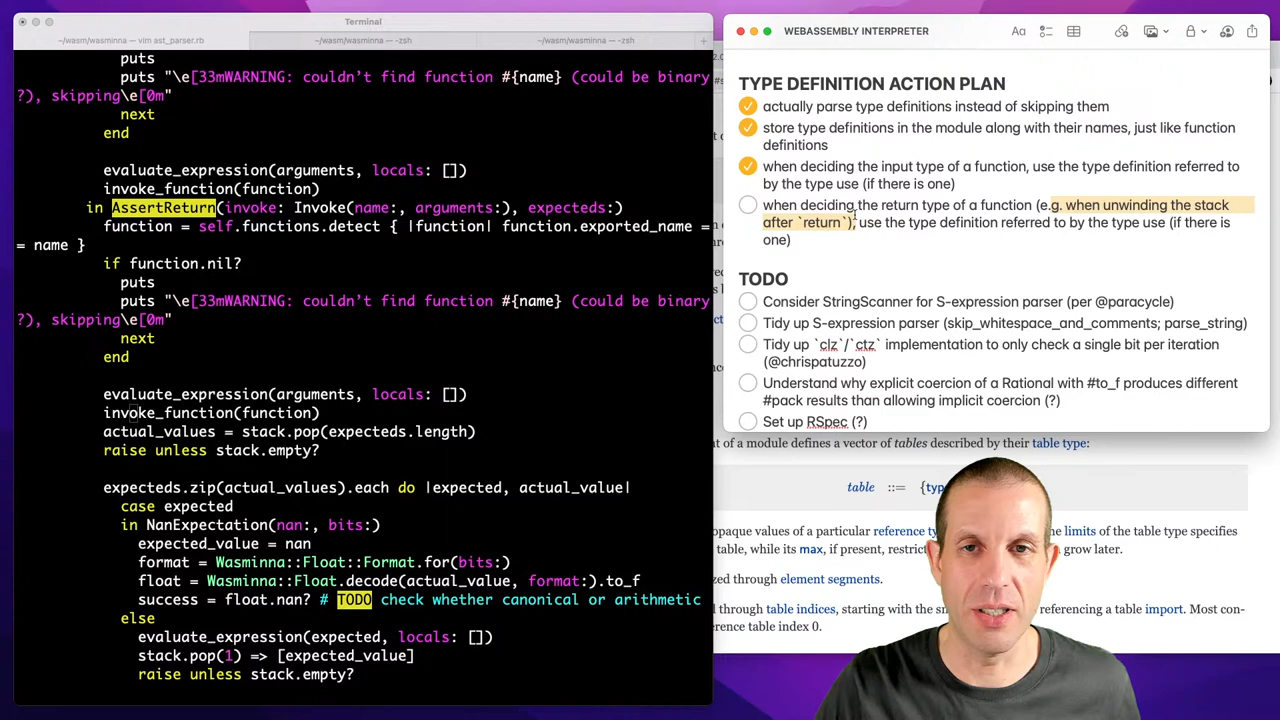 Terminal
~/wasm/wasminna — vim ast_parser.rb
~/wasm/wasminna — -zsh
~/wasm/wasminna — -zsh
puts
puts "\e[33mWARNING: couldn’t find function #{name} (could be binary
?), skipping\e[0m"
next
end
evaluate_expression(arguments, locals: [])
invoke_function(function)
in AssertReturn(invoke: Invoke(name:, arguments:), expecteds:)
function = self.functions.detect { |function| function.exported_name =
= name }
if function.nil?
puts
puts "\e[33mWARNING: couldn’t find function #{name} (could be binary
?), skipping\e[0m"
next
end
evaluate_expression(arguments, locals: [])
invoke_function(function)
actual_values = stack.pop(expecteds.length)
raise unless stack.empty?
expecteds.zip(actual_values).each do |expected, actual_value|
case expected
in NanExpectation(nan:, bits:)
expected_value = nan
format = Wasminna::Float::Format.for(bits:)
float = Wasminna::Float.decode(actual_value, format:).to_f
success = float.nan? # TODO check whether canonical or arithmetic
else
evaluate_expression(expected, locals: [])
stack.pop(1) => [expected_value]
raise unless stack.empty?
WEBASSEMBLY INTERPRETER
Aa
TYPE DEFINITION ACTION PLAN
actually parse type definitions instead of skipping them
store type definitions in the module along with their names, just like function
definitions
when deciding the input type of a function, use the type definition referred to
by the type use (if there is one)
when deciding the return type of a function (e.g. when unwinding the stack
after `return`), use the type definition referred to by the type use (if there is
one)
TODO
Consider StringScanner for S-expression parser (per @paracycle)
Tidy up S-expression parser (skip_whitespace_and_comments; parse_string)
Tidy up `clz`/`ctz` implementation to only check a single bit per iteration
(@chrispatuzzo)
Understand why explicit coercion of a Rational with #to_f produces different
#pack results than allowing implicit coercion (?)
Set up RSpec (?)
t of a module defines a vector of tables described by their table type:
table ::= {typ
opaque values of a particular reference ty the limits of the table type specifies
table, while its max, if present, restric grow later.
zed through element segments.
d through table indices, starting with the sm referencing a table import. Most con-
erence table index 0.